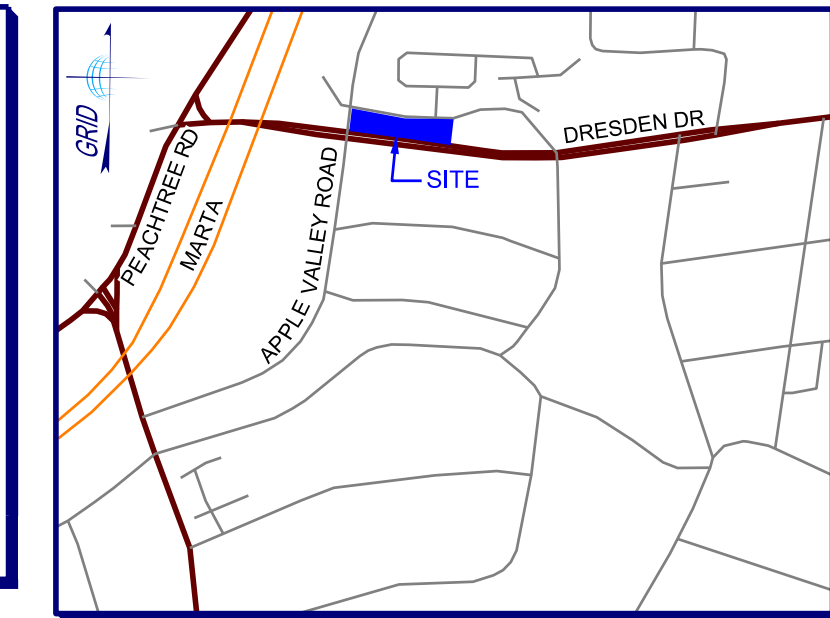 GRID
DRESDEN DR
SITE
PEACHTREE RD
MARTA
APPLE VALLEY ROAD